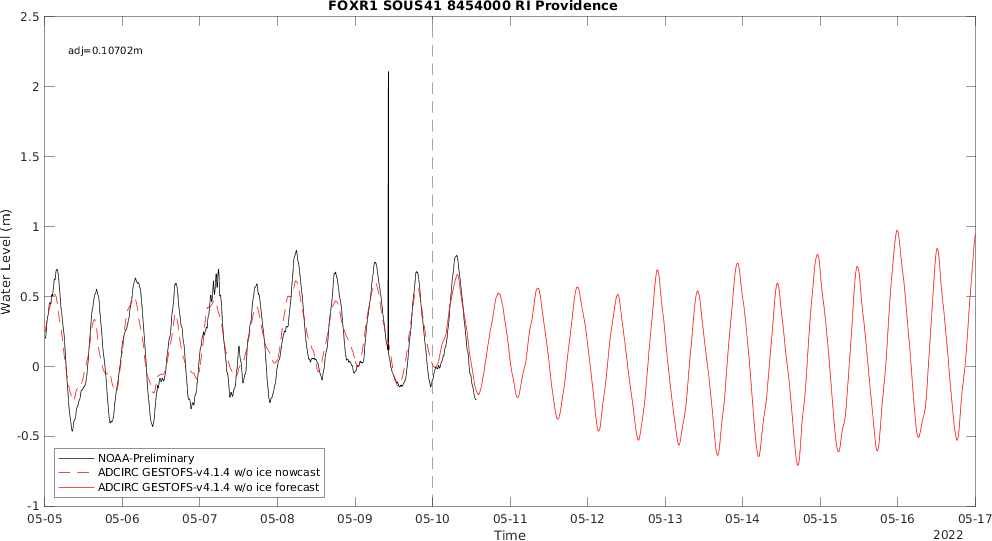 FOXR1 SOUS41 8454000 RI Providence
adj=0.10702m
Water Level (m)
2.5
2
1.5
1
0.5
0
-0.5
-1
NOAA-Preliminary
ADCIRC GESTOFS-v4.1.4 w/o ice nowcast
ADCIRC GESTOFS-v4.1.4 w/o ice forecast
05-05 05-06 05-07 05-08 05-09 05-10 05-11 05-12 05-13 05-14 05-15 05-16 05-17
Time
2022